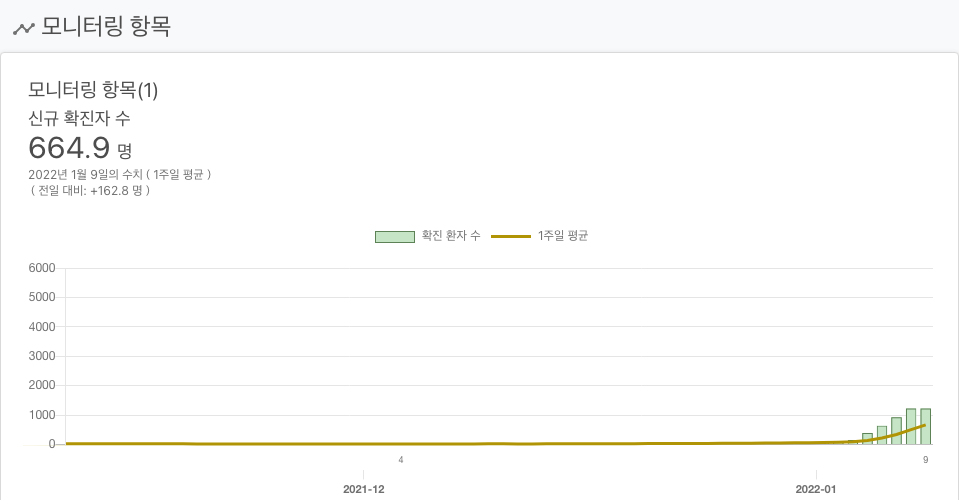 모니터링 항목
모니터링 항목(1)
신규 확진자 수
664.9 명
2022년 1월 9일의 수치 ( 1주일 평균 )
( 전일 대비: +162.8 명 )
확진 환자 수 1주일 평균
6000
5000
4000
3000
2000
1000
0
4 9
2021-12 2022-01